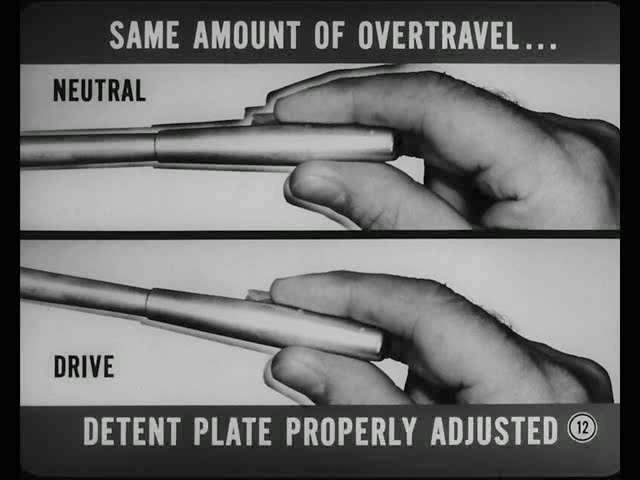 SAME AMOUNT OF OVERTRAVEL...
NEUTRAL
DRIVE
DETENT PLATE PROPERLY ADJUSTED 12